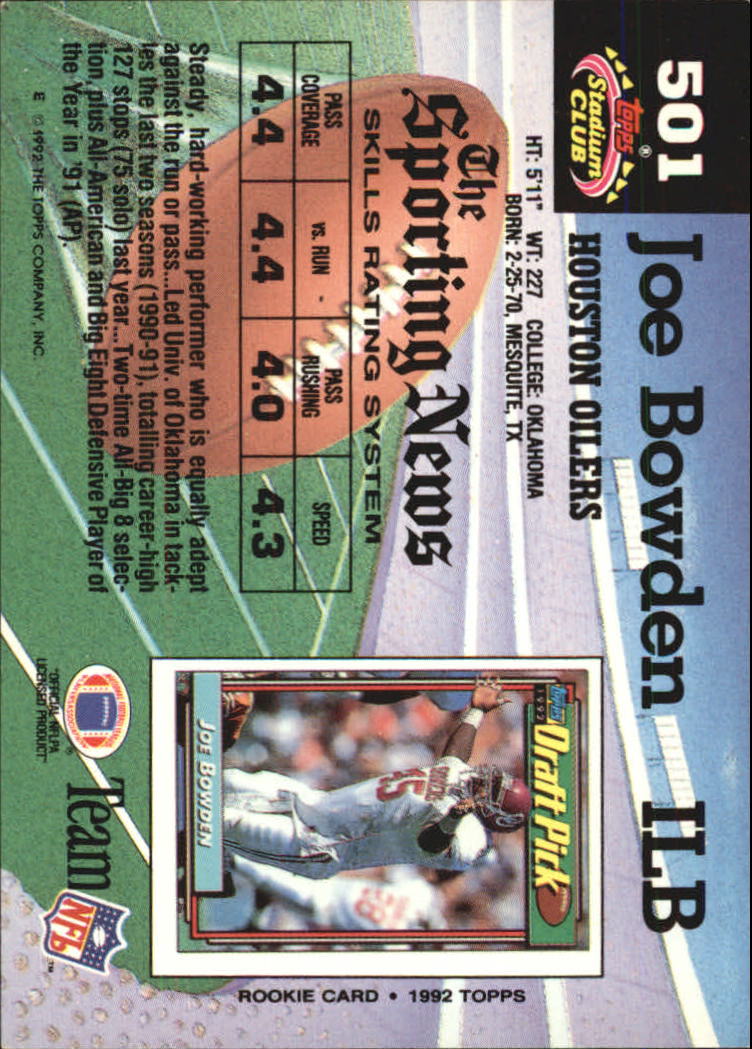 501
Topps®
Stadium
CLUB
Joe Bowden ILB
HOUSTON OILERS
HT: 5'11" WT: 227 COLLEGE: OKLAHOMA
BORN: 2-25-70, MESQUITE, TX
The
Sporting News
SKILLS RATING SYSTEM
PASS COVERAGE
vs. RUN
PASS RUSHING
SPEED
4.4
4.4
4.0
4.3
Steady, hard-working performer who is equally adept
against the run or pass...Led Univ. of Oklahoma in tack-
les the last two seasons (1990-91), totalling career-high
127 stops (75 solo) last year...Two-time All-Big 8 selec-
tion, plus All-American and Big Eight Defensive Player of
the Year in '91 (AP).
E © 1992 THE TOPPS COMPANY, INC.
Topps
1992
Draft Pick
SOONERS
45
JOE BOWDEN
ROOKIE CARD • 1992 TOPPS
"OFFICIAL NFLPA
LICENSED PRODUCT"
®
Team
NFL
™